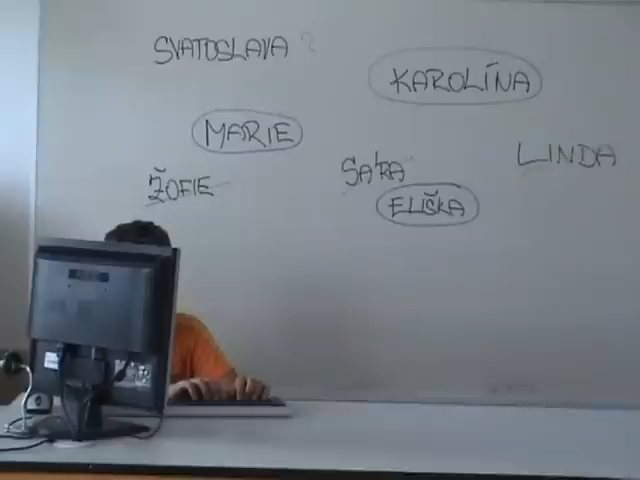 SVATOSLAVA ?
KAROLÍNA
MARIE
LINDA
SÁRA
ŽOFIE
ELIŠKA